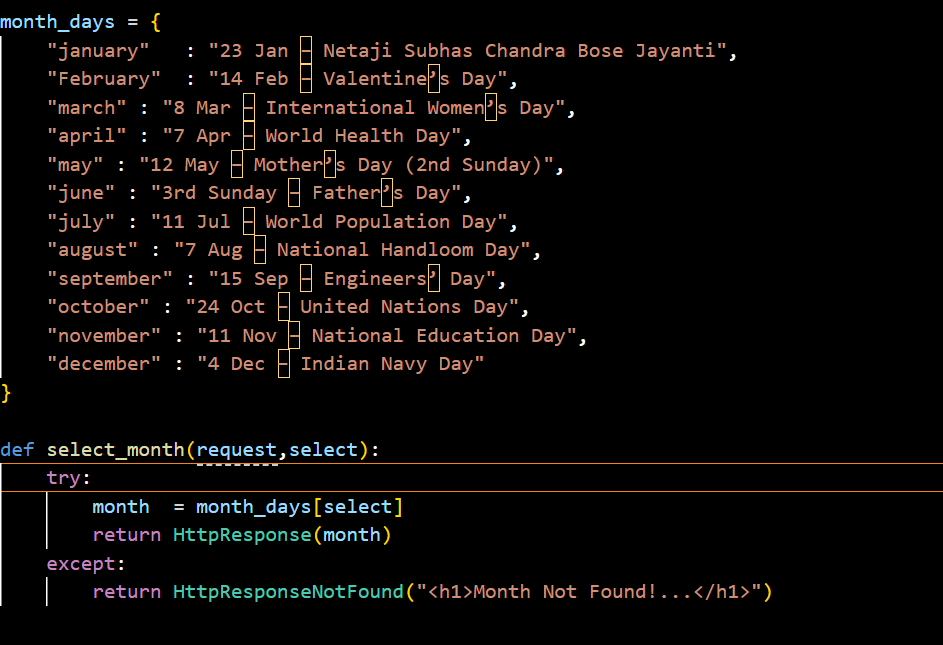 month_days = {
    "january"   : "23 Jan – Netaji Subhas Chandra Bose Jayanti",
    "February"  : "14 Feb – Valentine’s Day",
    "march" : "8 Mar – International Women’s Day",
    "april" : "7 Apr – World Health Day",
    "may" : "12 May – Mother’s Day (2nd Sunday)",
    "june" : "3rd Sunday – Father’s Day",
    "july" : "11 Jul – World Population Day",
    "august" : "7 Aug – National Handloom Day",
    "september" : "15 Sep – Engineers’ Day",
    "october" : "24 Oct – United Nations Day",
    "november" : "11 Nov – National Education Day",
    "december" : "4 Dec – Indian Navy Day"
}
def select_month(request,select):
    try:
        month  = month_days[select]
        return HttpResponse(month)
    except:
        return HttpResponseNotFound("<h1>Month Not Found!...</h1>")